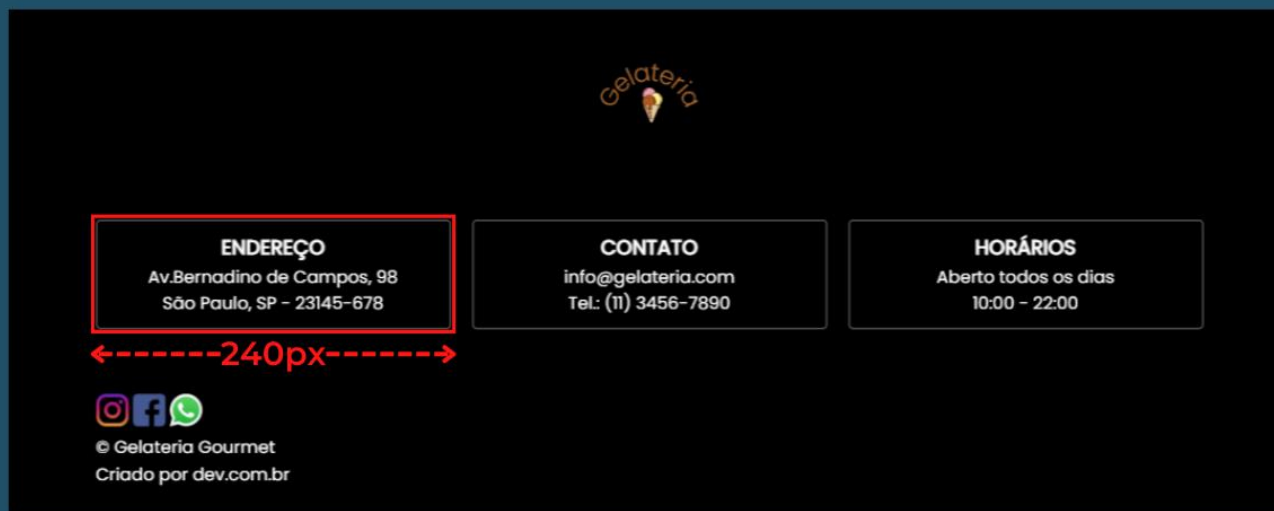 Gelateria
ENDEREÇO
Av.Bernadino de Campos, 98
São Paulo, SP - 23145-678
CONTATO
info@gelateria.com
Tel.: (11) 3456-7890
HORÁRIOS
Aberto todos os dias
10:00 - 22:00
240px
© Gelateria Gourmet
Criado por dev.com.br